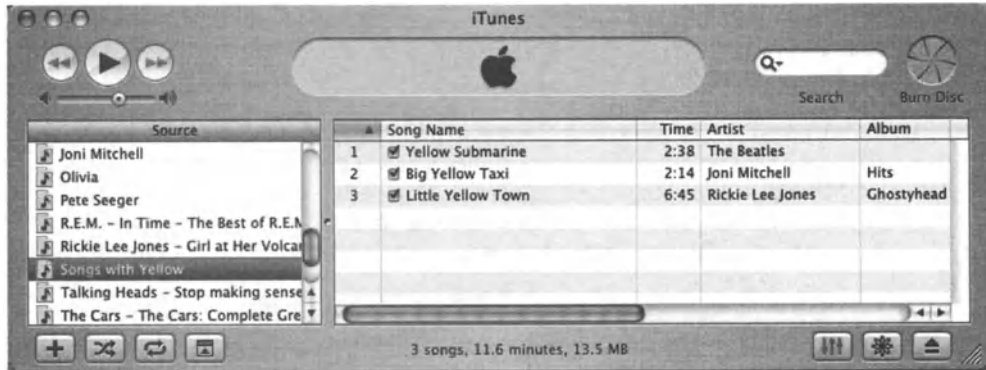 iTunes
Search
Burn Disc
Source
Joni Mitchell
Olivia
Pete Seeger
R.E.M. - In Time - The Best of R.E.M
Rickie Lee Jones - Girl at Her Volca
Songs with Yellow
Talking Heads - Stop making sense
The Cars - The Cars: Complete Gre
Song Name Time Artist Album
1 Yellow Submarine 2:38 The Beatles
2 Big Yellow Taxi 2:14 Joni Mitchell Hits
3 Little Yellow Town 6:45 Rickie Lee Jones Ghostyhead
3 songs, 11.6 minutes, 13.5 MB